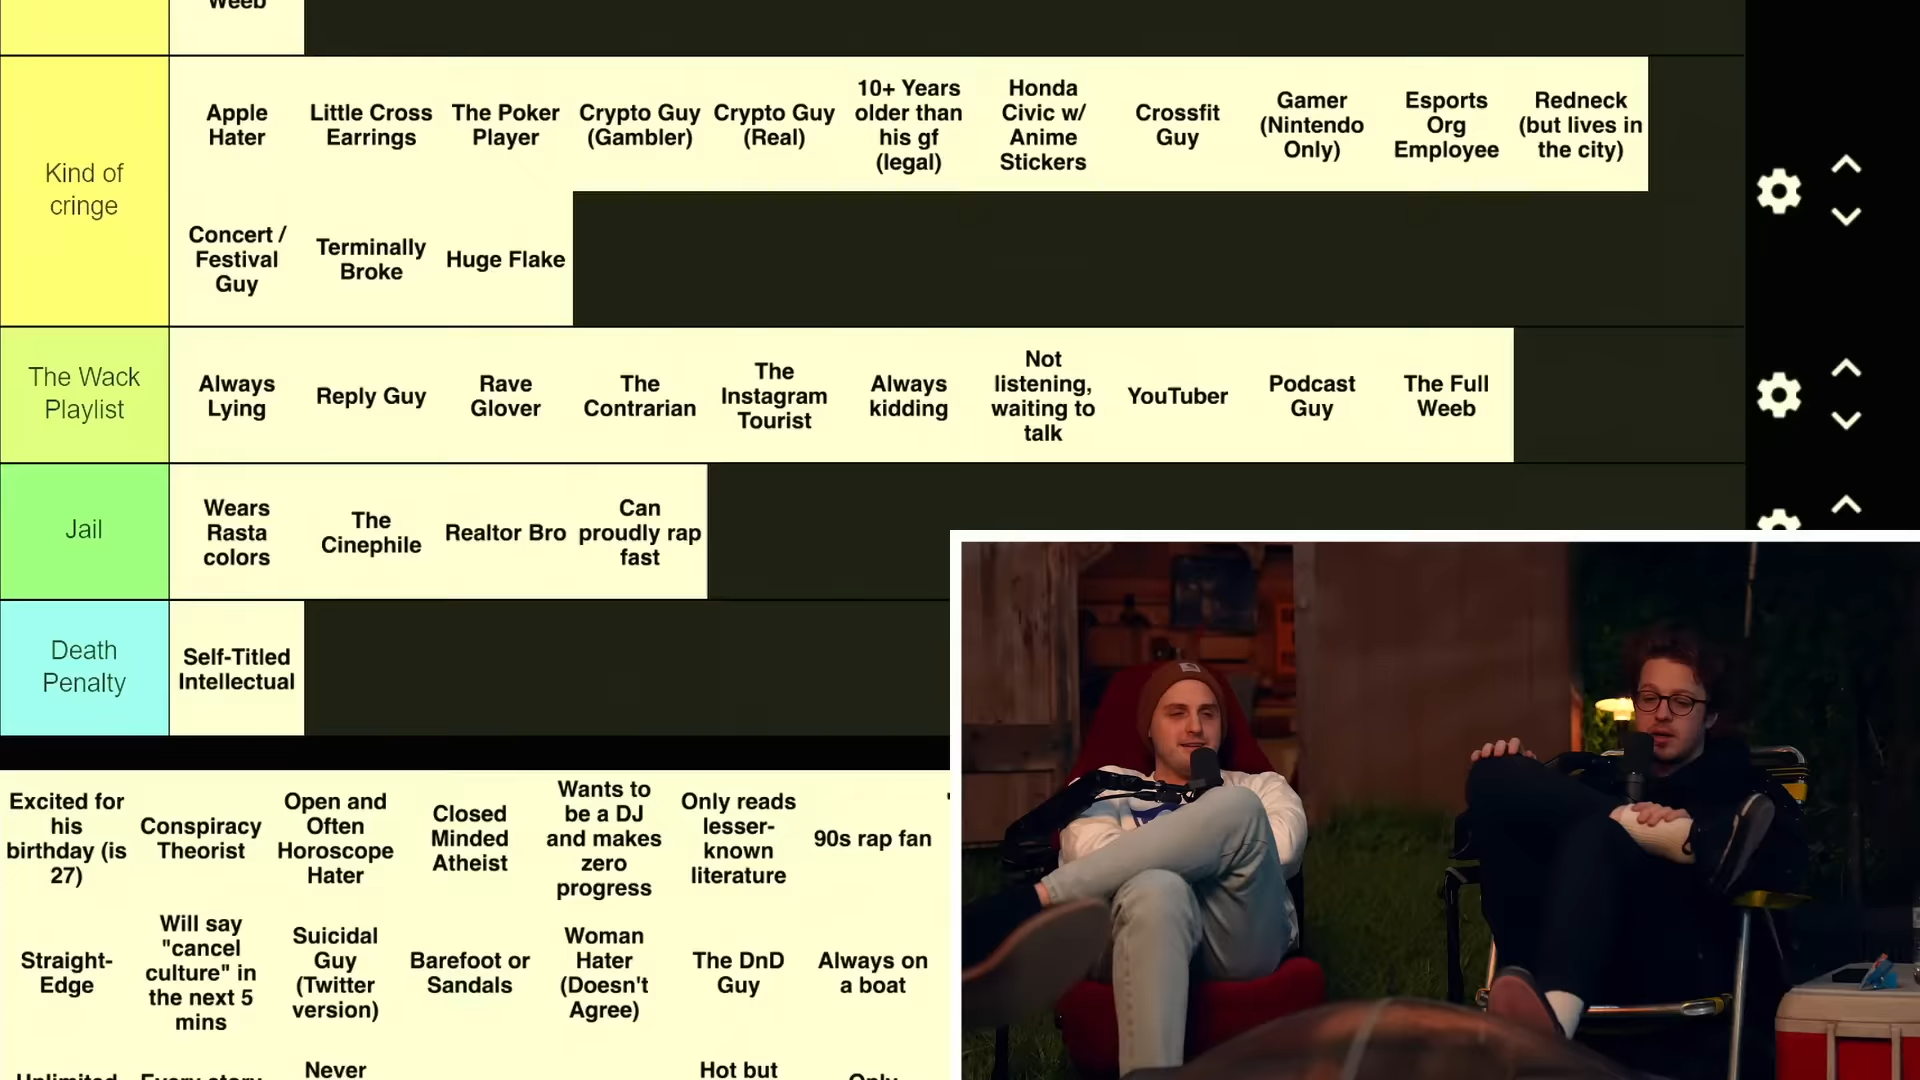 Weeb
Kind of
cringe
Apple
Hater
Little Cross
Earrings
The Poker
Player
Crypto Guy
(Gambler)
Crypto Guy
(Real)
10+ Years
older than
his gf
(legal)
Honda
Civic w/
Anime
Stickers
Crossfit
Guy
Gamer
(Nintendo
Only)
Esports
Org
Employee
Redneck
(but lives in
the city)
Concert /
Festival
Guy
Terminally
Broke
Huge Flake
The Wack
Playlist
Always
Lying
Reply Guy
Rave
Glover
The
Contrarian
The
Instagram
Tourist
Always
kidding
Not
listening,
waiting to
talk
YouTuber
Podcast
Guy
The Full
Weeb
Jail
Wears
Rasta
colors
The
Cinephile
Realtor Bro
Can
proudly rap
fast
Death
Penalty
Self-Titled
Intellectual
Excited for
his
birthday (is
27)
Conspiracy
Theorist
Open and
Often
Horoscope
Hater
Closed
Minded
Atheist
Wants to
be a DJ
and makes
zero
progress
Only reads
lesser-
known
literature
90s rap fan
Straight-
Edge
Will say
"cancel
culture" in
the next 5
mins
Suicidal
Guy
(Twitter
version)
Barefoot or
Sandals
Woman
Hater
(Doesn't
Agree)
The DnD
Guy
Always on
a boat
Unlimited
Every story
Never
Hot but
Only